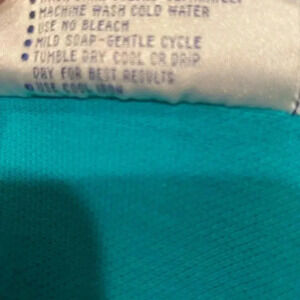 • MACHINE WASH COLD WATER
• USE NO BLEACH
• MILD SOAP-GENTLE CYCLE
• TUMBLE DRY COOL OR DRIP
DRY FOR BEST RESULTS
• USE COOL IRON